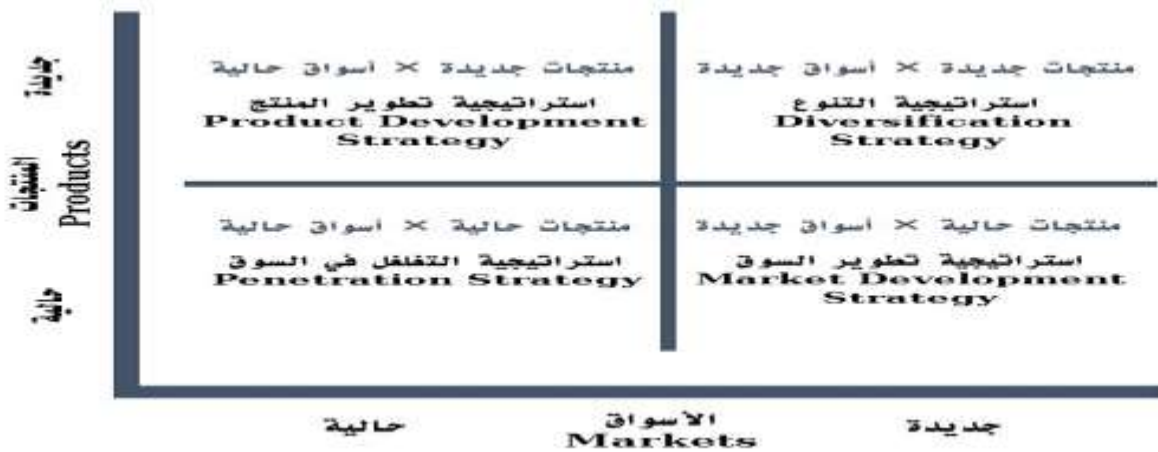 جديدة
المنتجات
Products
حالية
منتجات جديدة × أسواق حالية
استراتيجية تطوير المنتج
Product Development
Strategy
منتجات جديدة × أسواق جديدة
استراتيجية التنوع
Diversification
Strategy
منتجات حالية × أسواق حالية
استراتيجية التغلغل في السوق
Penetration Strategy
منتجات حالية × أسواق جديدة
استراتيجية تطوير السوق
Market Development
Strategy
حالية
الأسواق
Markets
جديدة